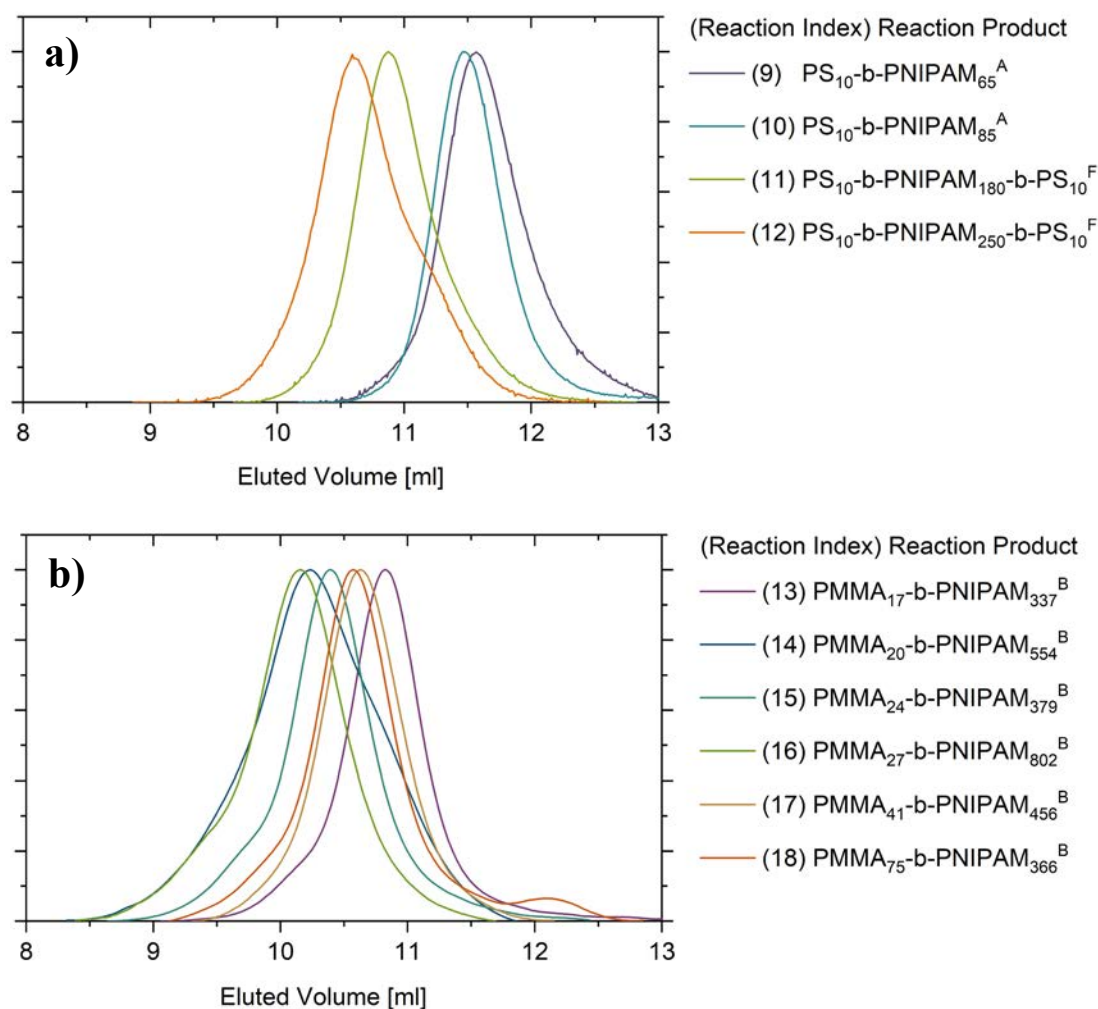 a)
(Reaction Index) Reaction Product
(9) PS₁₀-b-PNIPAM₆₅ᴬ
(10) PS₁₀-b-PNIPAM₈₅ᴬ
(11) PS₁₀-b-PNIPAM₁₈₀-b-PS₁₀ᶠ
(12) PS₁₀-b-PNIPAM₂₅₀-b-PS₁₀ᶠ
8 9 10 11 12 13
Eluted Volume [ml]
b)
(Reaction Index) Reaction Product
(13) PMMA₁₇-b-PNIPAM₃₃₇ᴮ
(14) PMMA₂₀-b-PNIPAM₅₅₄ᴮ
(15) PMMA₂₄-b-PNIPAM₃₇₉ᴮ
(16) PMMA₂₇-b-PNIPAM₈₀₂ᴮ
(17) PMMA₄₁-b-PNIPAM₄₅₆ᴮ
(18) PMMA₇₅-b-PNIPAM₃₆₆ᴮ
8 9 10 11 12 13
Eluted Volume [ml]